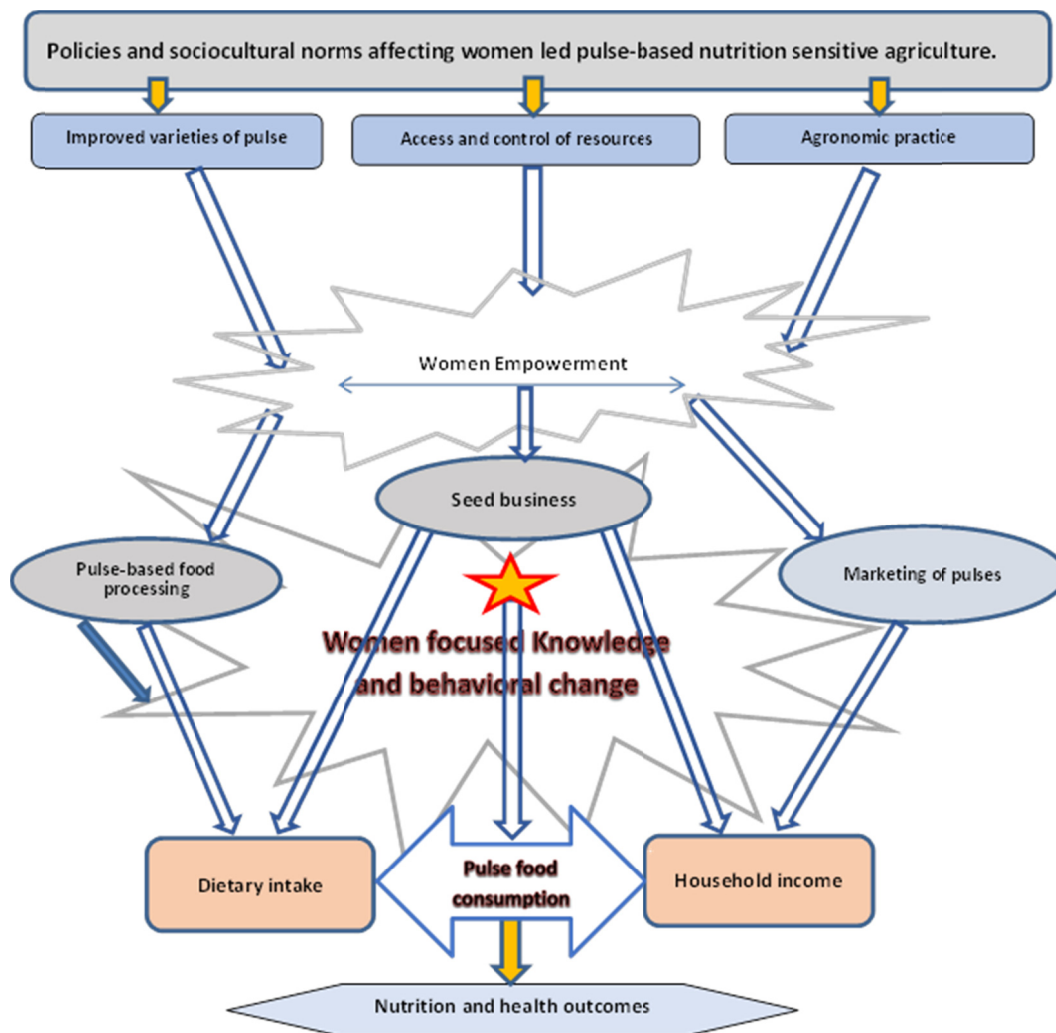 Policies and sociocultural norms affecting women led pulse-based nutrition sensitive agriculture.
Improved varieties of pulse
Access and control of resources
Agronomic practice
Women Empowerment
Seed business
Pulse-based food
processing
Marketing of pulses
Women focused Knowledge
and behavioral change
Dietary intake
Pulse food
consumption
Household income
Nutrition and health outcomes